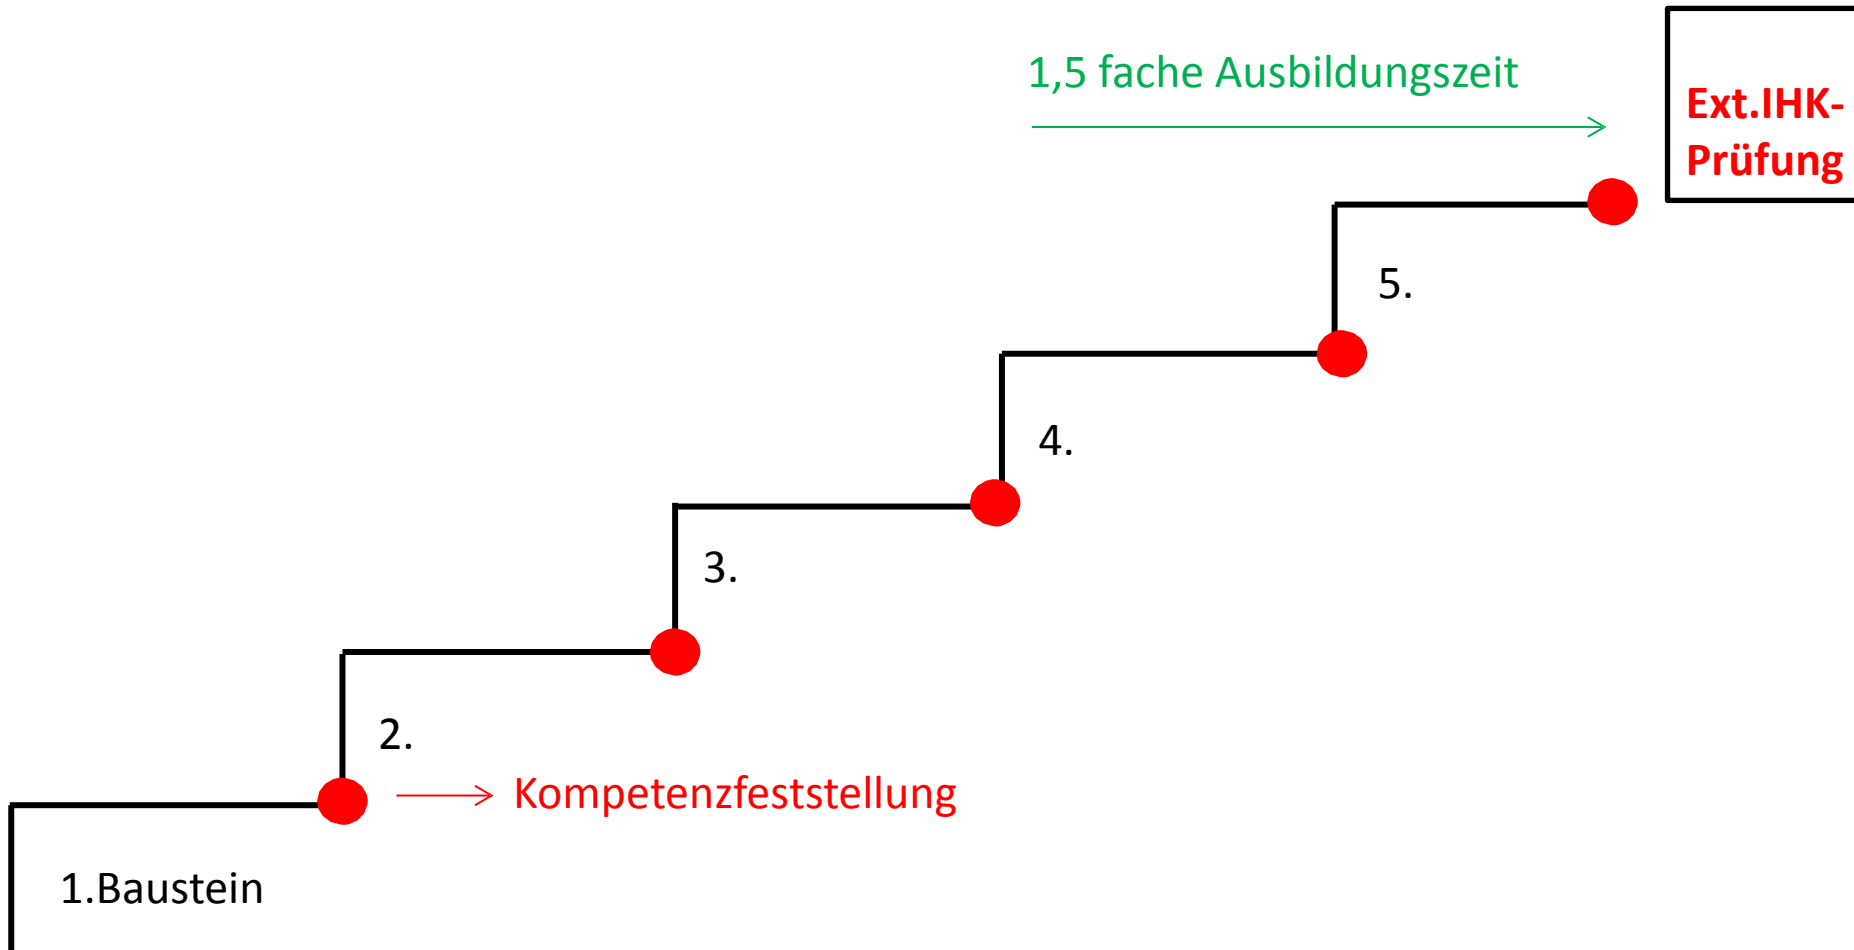 1,5 fache Ausbildungszeit
Ext.IHK-
Prüfung
5.
4.
3.
2.
Kompetenzfeststellung
1.Baustein